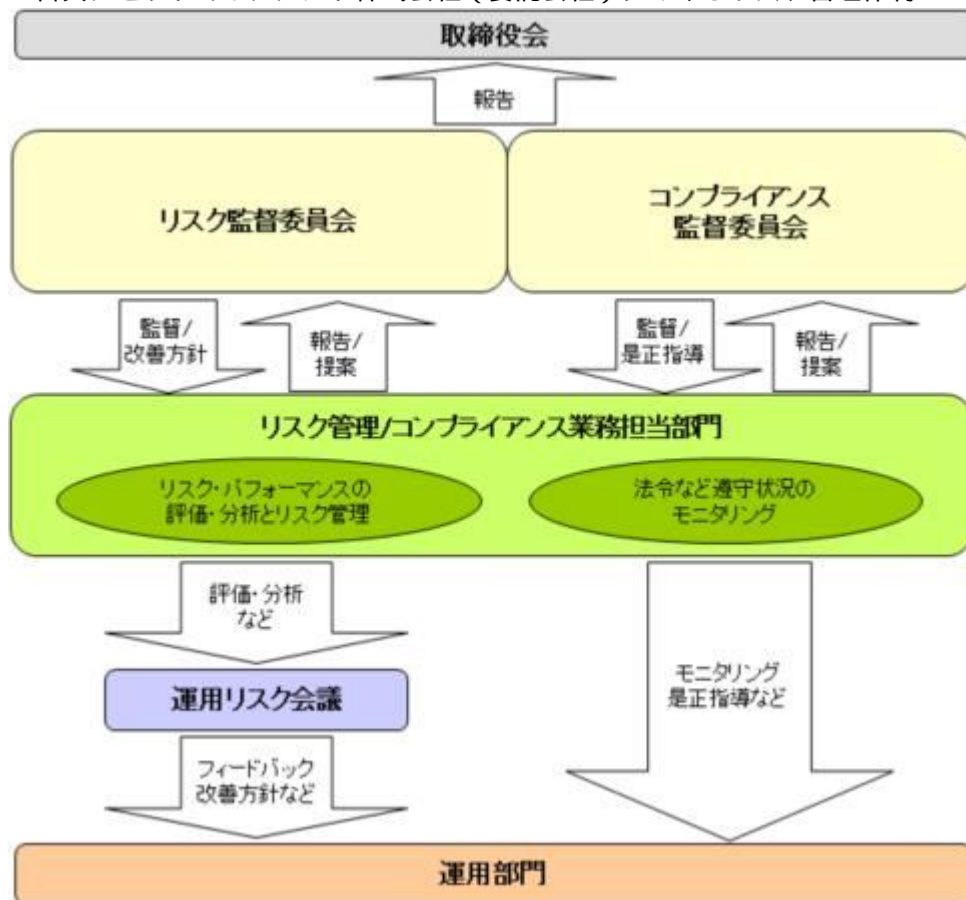 取締役会
報告
リスク監督委員会
コンプライアンス
監督委員会
監督/
改善方針
報告/
提案
監督/
是正指導
報告/
提案
リスク管理/コンプライアンス業務担当部門
リスク・パフォーマンスの
評価・分析とリスク管理
法令など遵守状況の
モニタリング
評価・分析
など
運用リスク会議
モニタリング
是正指導など
フィードバック
改善方針など
運用部門